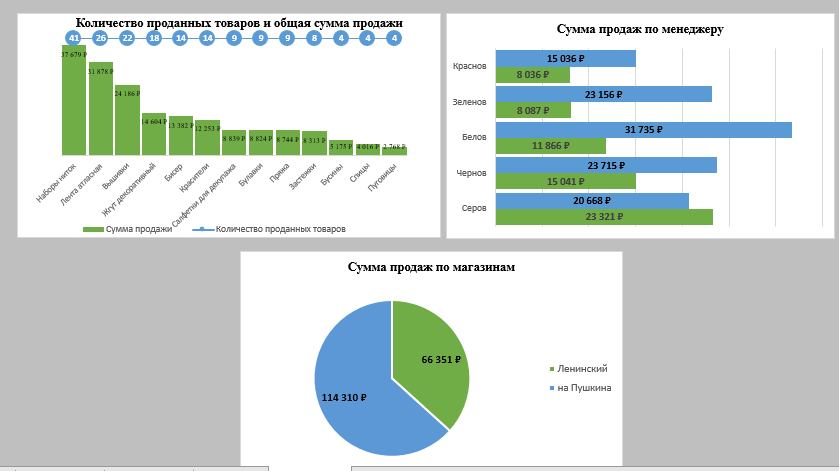 Количество проданных товаров и общая сумма продажи
41 26 22 18 14 14 9 9 9 8 4 4 4
37 679 ₽
31 878 ₽
24 186 ₽
14 604 ₽
13 382 ₽
12 253 ₽
8 839 ₽
8 824 ₽
8 744 ₽
8 313 ₽
5 175 ₽
4 016 ₽
2 768 ₽
Наборы ниток
Лента атласная
Вышивки
Жгут декоративный
Бисер
Красители
Салфетки для декупажа
Булавки
Пряжа
Застежки
Бусины
Спицы
Пуговицы
Сумма продажи
Количество проданных товаров
Сумма продаж по менеджеру
Краснов
15 036 ₽
8 036 ₽
Зеленов
23 156 ₽
8 087 ₽
Белов
31 735 ₽
11 866 ₽
Чернов
23 715 ₽
15 041 ₽
Серов
20 668 ₽
23 321 ₽
Сумма продаж по магазинам
66 351 ₽
114 310 ₽
Ленинский
на Пушкина